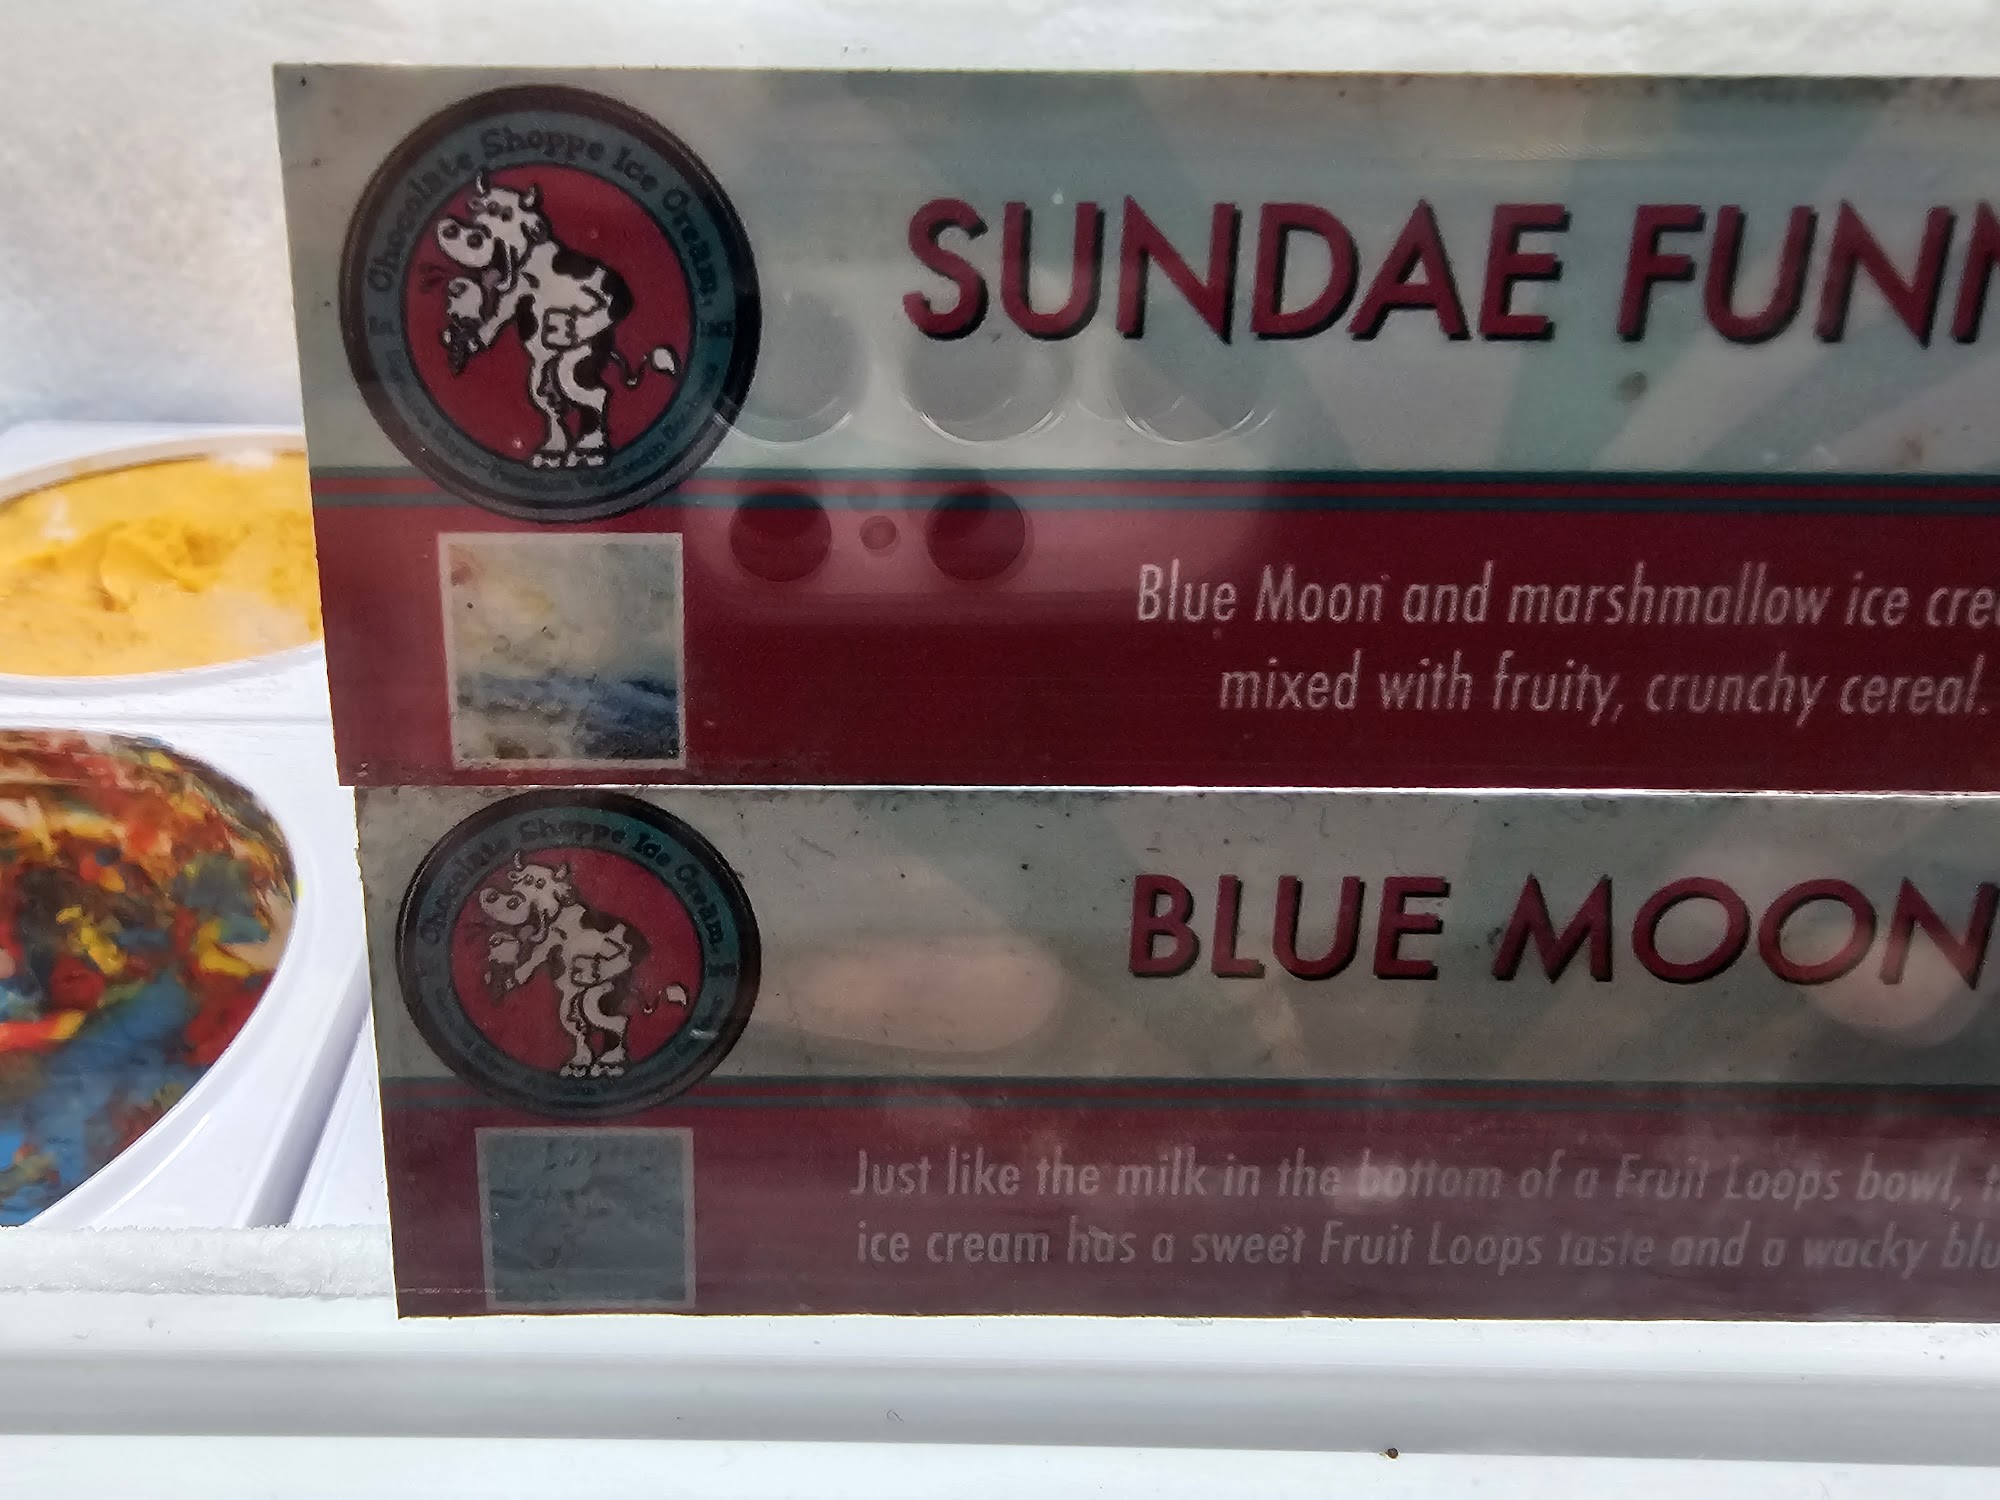 Chocolate Shoppe Ice Cream
SUNDAE FUNN
Blue Moon and marshmallow ice crea
mixed with fruity, crunchy cereal.
Chocolate Shoppe Ice Cream
BLUE MOON
Just like the milk in the bottom of a Fruit Loops bowl, t
ice cream has a sweet Fruit Loops taste and a wacky blu